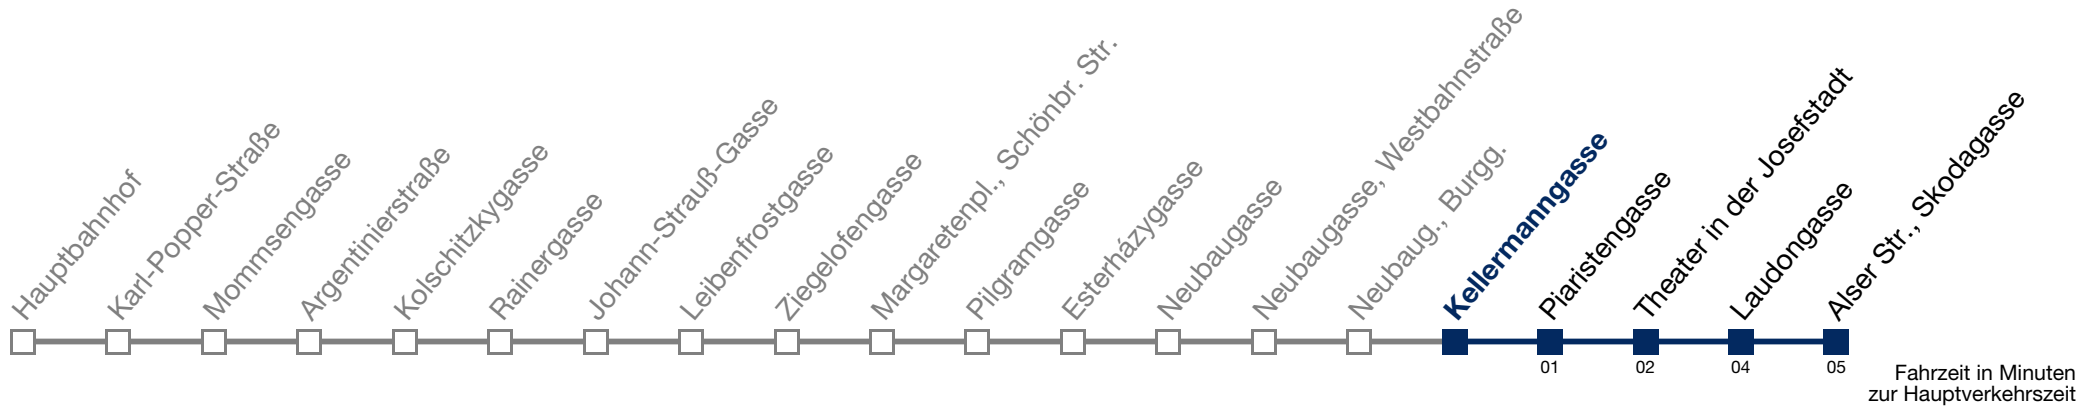 Hauptbahnhof
Karl-Popper-Straße
Mommsengasse
Argentinierstraße
Kolschitzkygasse
Rainergasse
Johann-Strauß-Gasse
Leibenfrostgasse
Ziegelofengasse
Margaretenpl., Schönbr. Str.
Pilgramgasse
Esterházygasse
Neubaugasse
Neubaugasse, Westbahnstraße
Neubaug., Burgg.
Kellermanngasse
Piaristengasse
Theater in der Josefstadt
Laudongasse
Alser Str., Skodagasse
01
02
04
05
Fahrzeit in Minuten
zur Hauptverkehrszeit